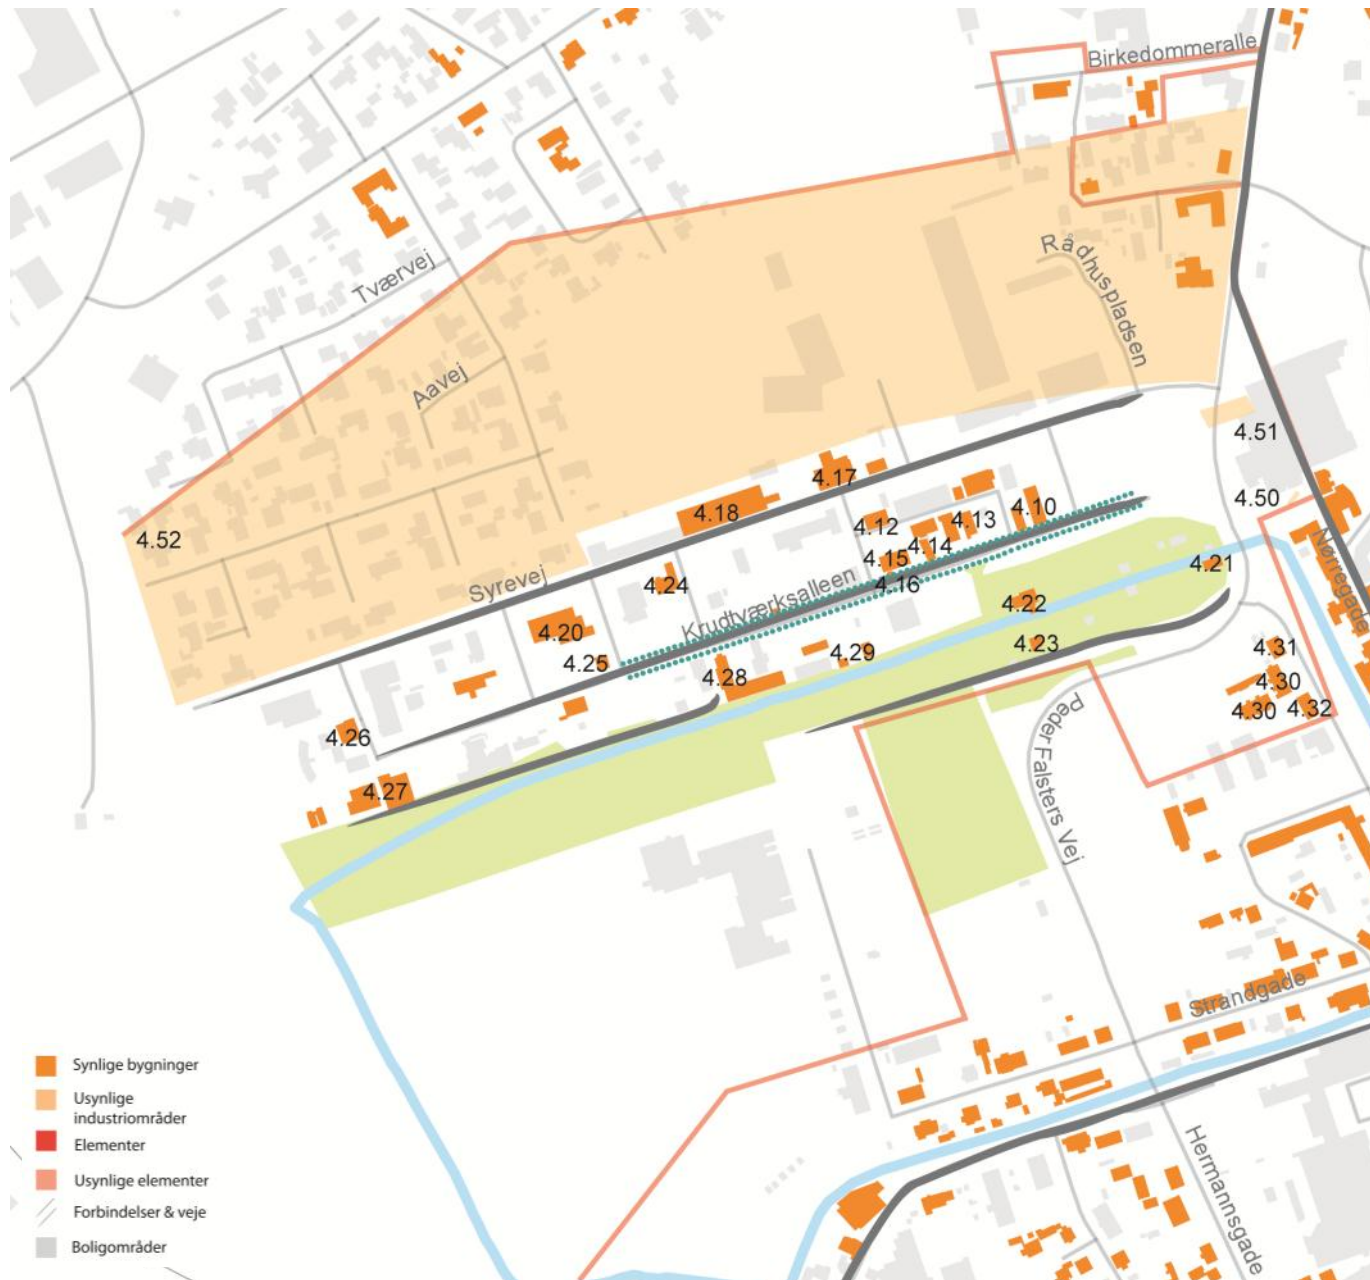 Birkedommeralle
Rådhuspladsen
Tværvej
Aavej
4.51
4.17
4.50
4.18
4.10
4.12
4.13
4.52
4.14
4.15
Nørregade
4.21
Syrevej
4.24
4.16
Krudtværksalleen
4.22
4.20
4.23
4.31
4.25
4.29
4.28
4.30
4.30
4.32
4.26
Peder Falsters Vej
4.27
Strandgade
Hermannsgade
Synlige bygninger
Usynlige
industriområder
Elementer
Usynlige elementer
Forbindelser & veje
Boligområder